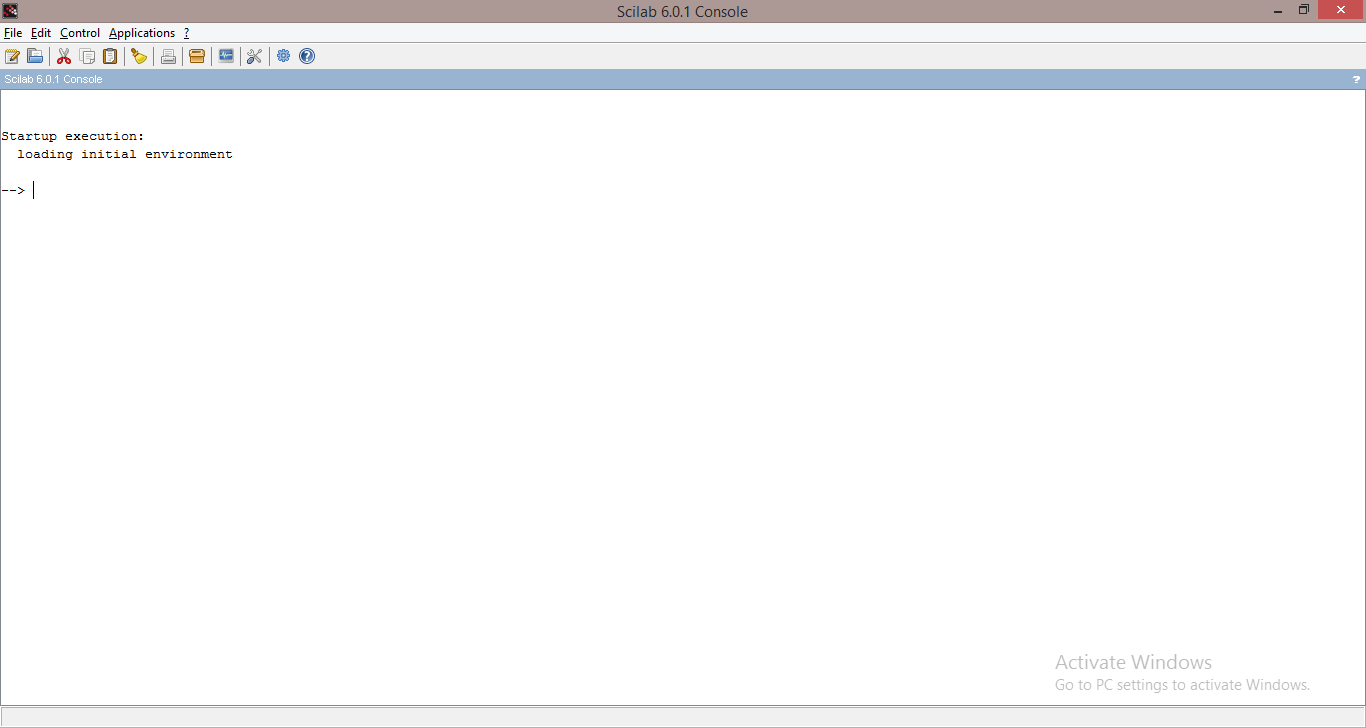 Scilab 6.0.1 Console
File Edit Control Applications ?
Scilab 6.0.1 Console ?
Startup execution:
loading initial environment
-->
Activate Windows
Go to PC settings to activate Windows.